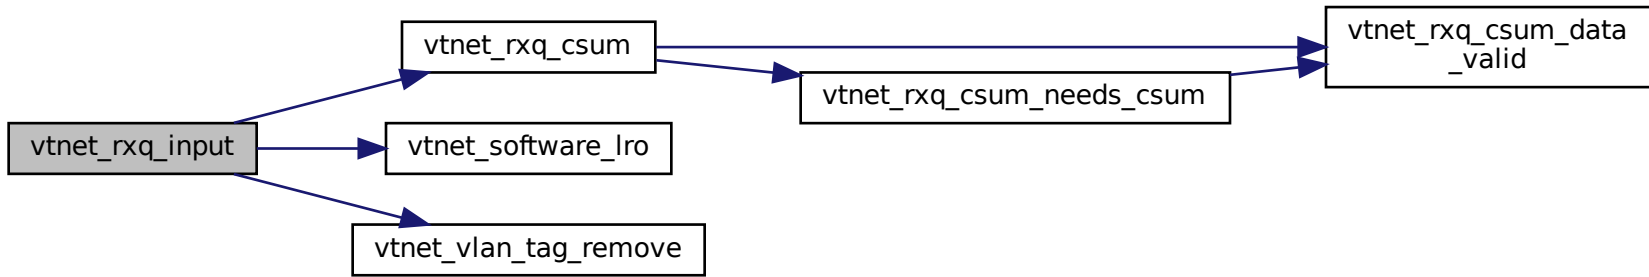 vtnet_rxq_input
vtnet_rxq_csum
vtnet_software_lro
vtnet_vlan_tag_remove
vtnet_rxq_csum_needs_csum
vtnet_rxq_csum_data
_valid